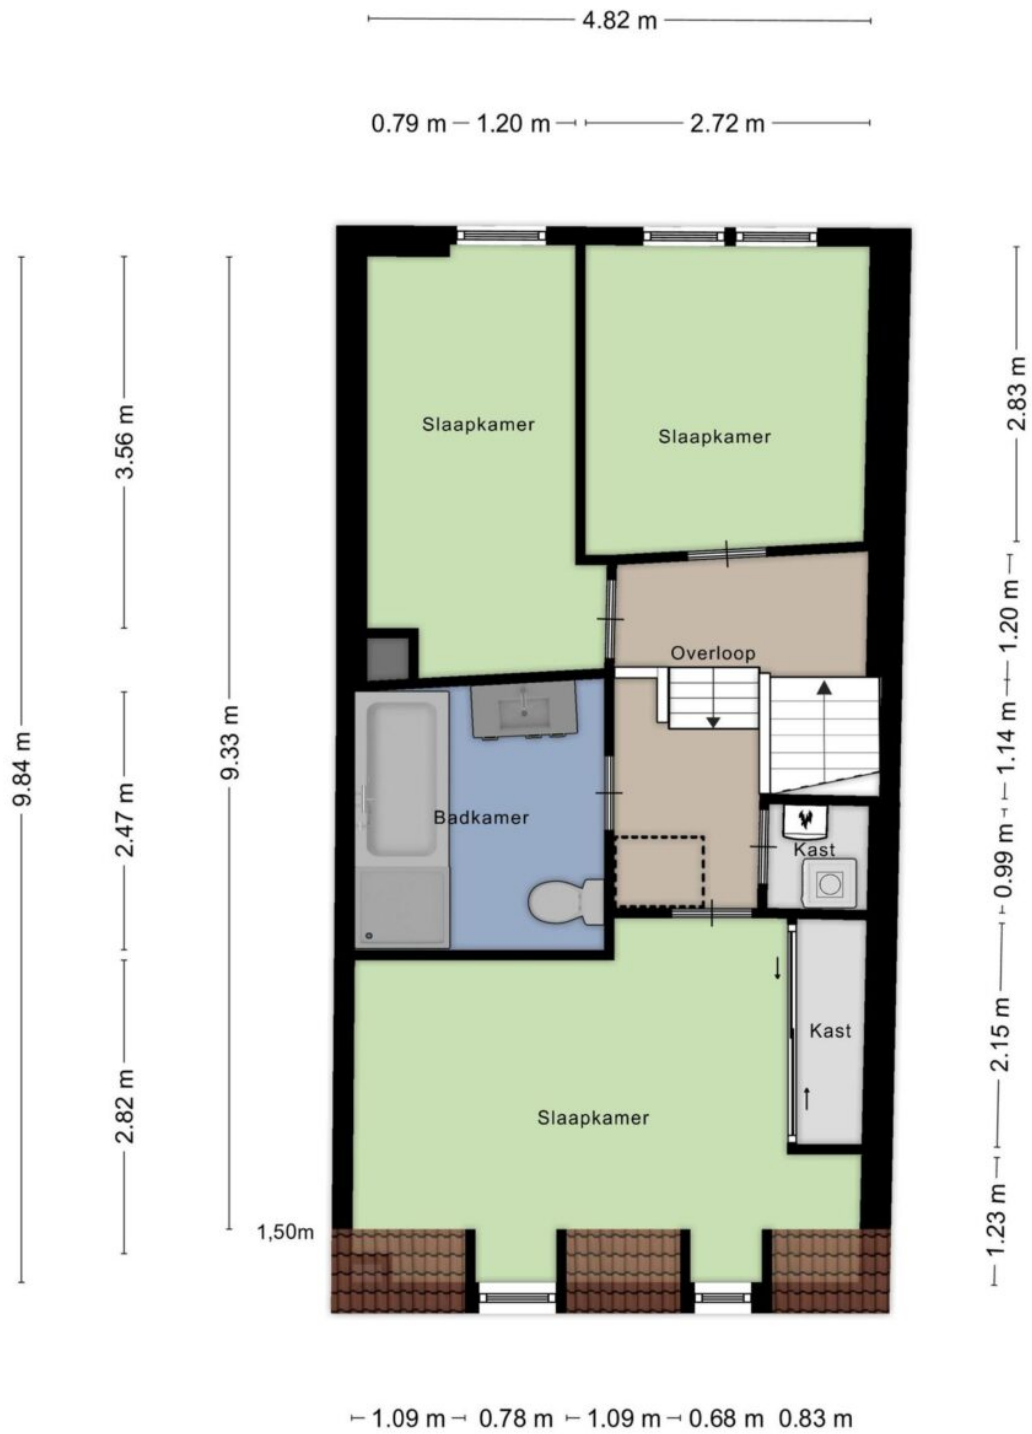 4.82 m
0.79 m
1.20 m
2.72 m
Slaapkamer
Slaapkamer
3.56 m
2.83 m
Overloop
1.20 m
9.84 m
9.33 m
1.14 m
Badkamer
2.47 m
Kast
0.99 m
Kast
2.15 m
Slaapkamer
2.82 m
1.23 m
1,50m
1.09 m 0.78 m 1.09 m 0.68 m 0.83 m